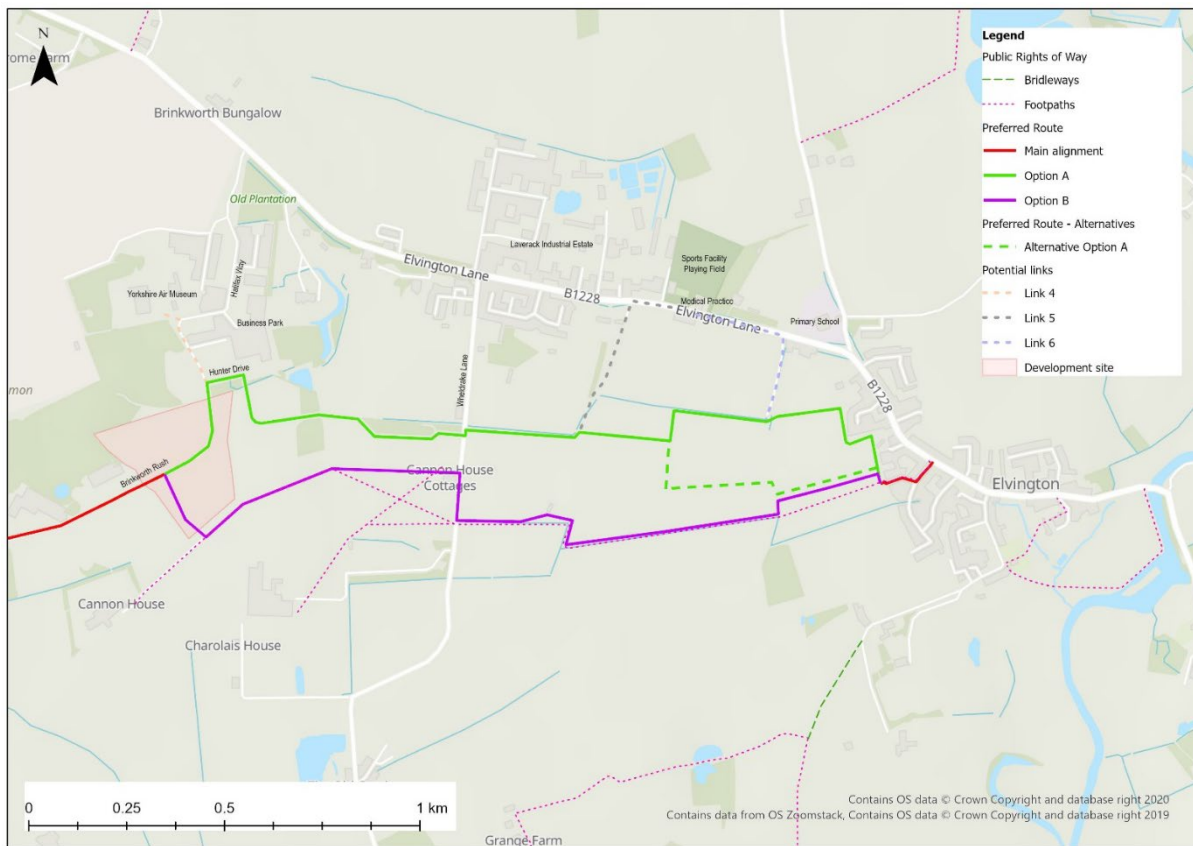 N
Legend
Public Rights of Way
Bridleways
Footpaths
Preferred Route
Main alignment
Option A
Option B
Preferred Route - Alternatives
Alternative Option A
Potential links
Link 4
Link 5
Link 6
Development site
rome Farm
Brinkworth Bungalow
Old Plantation
Elvington Lane
Laverack Industrial Estate
B1228
Sports Facility
Playing Field
Medical Practice
Elvington Lane
Primary School
B1228
Yorkshire Air Museum
Halifax Way
Business Park
Hunter Drive
Wheldrake Lane
mon
Brinkworth Rush
Cannon House
Cottages
Elvington
Cannon House
Charolais House
Grange Farm
0 0.25 0.5 1 km
Contains OS data © Crown Copyright and database right 2020
Contains data from OS Zoomstack, Contains OS data © Crown Copyright and database right 2019